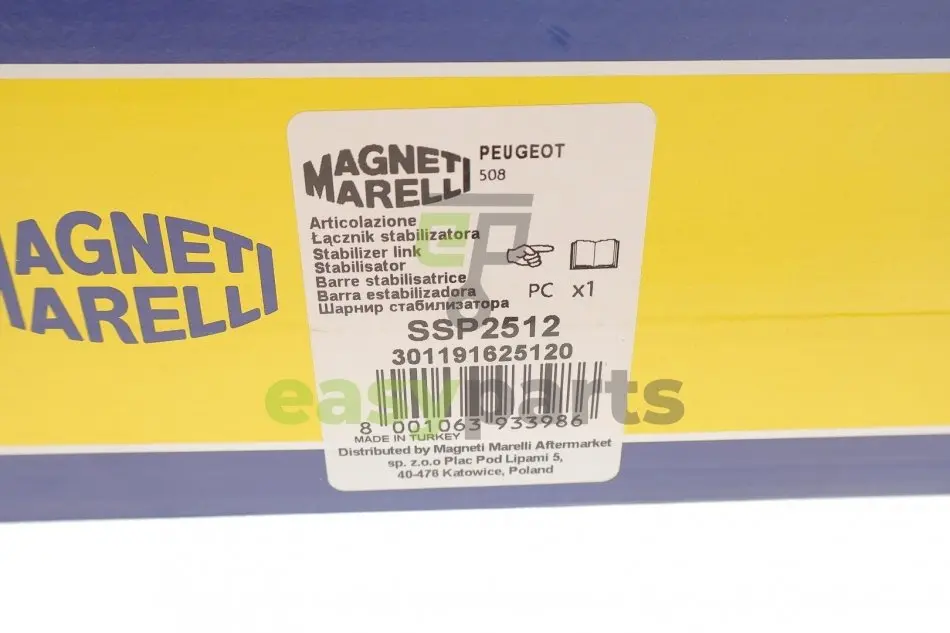 MAGNETI
MARELLI
MAGNETI
MARELLI
PEUGEOT
508
Articolazione
Łącznik stabilizatora
Stabilizer link
Stabilisator
Barre stabilisatrice
Barra estabilizadora
Шарнир стабилизатора
PC x1
SSP2512
301191625120
8 001063 933986
MADE IN TURKEY
Distributed by Magneti Marelli Aftermarket
sp. z.o.o Plac Pod Lipami 5,
40-476 Katowice, Poland
easyparts